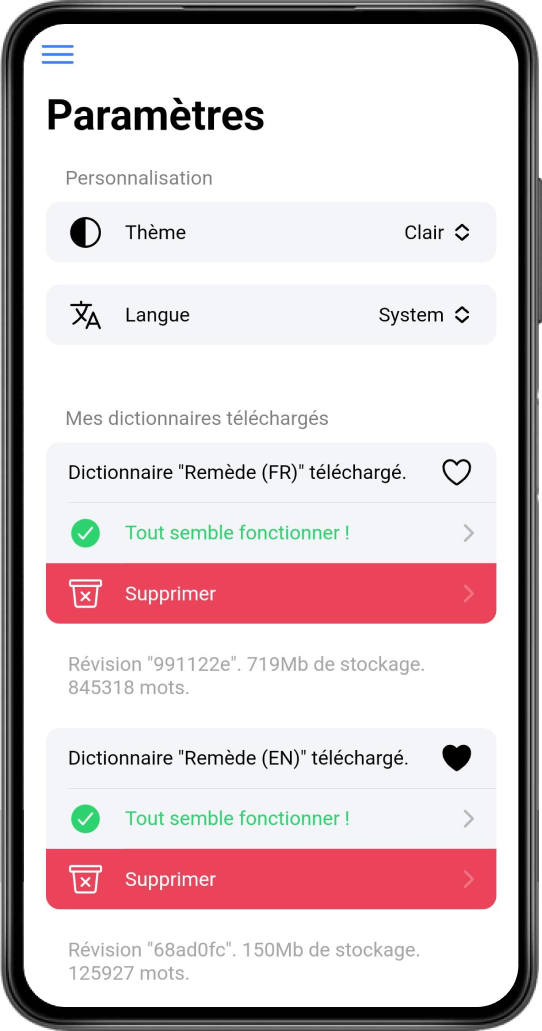 Paramètres
Personnalisation
Thème Clair
Langue System
Mes dictionnaires téléchargés
Dictionnaire "Remède (FR)" téléchargé.
Tout semble fonctionner !
Supprimer
Révision "991122e". 719Mb de stockage.
845318 mots.
Dictionnaire "Remède (EN)" téléchargé.
Tout semble fonctionner !
Supprimer
Révision "68ad0fc". 150Mb de stockage.
125927 mots.